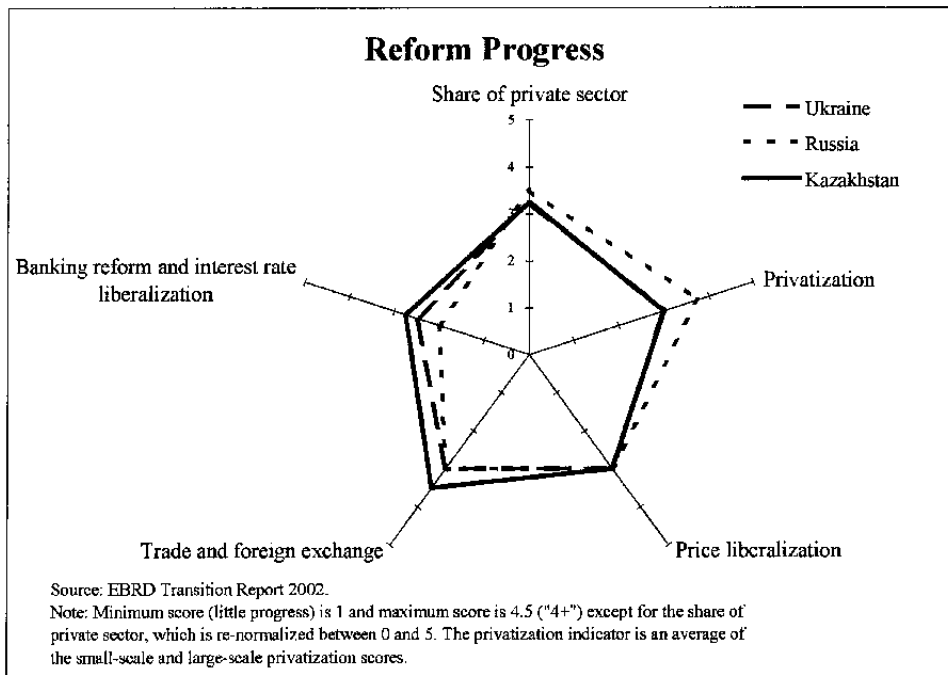 Reform Progress
Share of private sector
5
4
2
1
0
Ukraine
Russia
Kazakhstan
Banking reform and interest rate
liberalization
Privatization
Trade and foreign exchange
Price liberalization
Source: EBRD Transition Report 2002.
Note: Minimum score (little progress) is 1 and maximum score is 4.5 ("4+") except for the share of
private sector, which is re-normalized between 0 and 5. The privatization indicator is an average of
the small-scale and large-scale privatization scores.